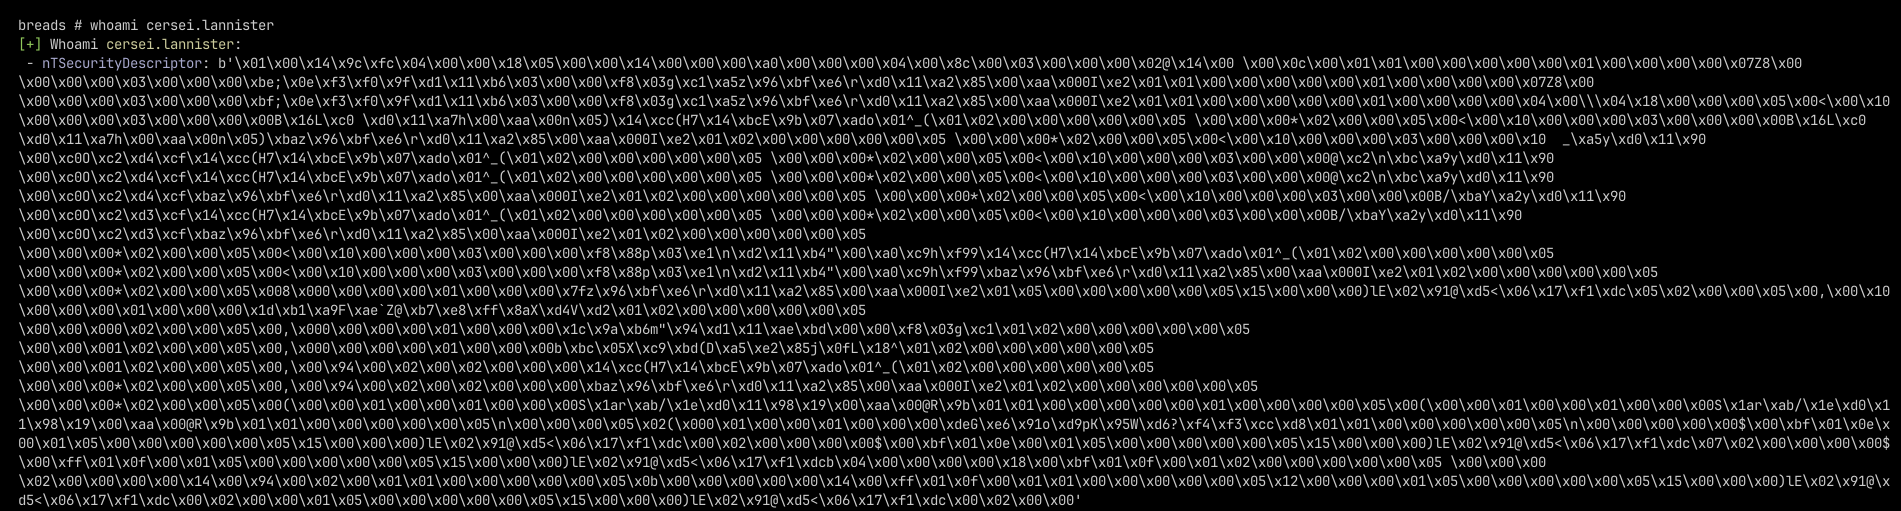 breads # whoami cersei.lannister
[+] Whoami cersei.lannister:
 - nTSecurityDescriptor: b'\x01\x00\x14\x9c\xfc\x04\x00\x00\x18\x05\x00\x00\x14\x00\x00\x00\xa0\x00\x00\x00\x04\x00\x8c\x00\x03\x00\x00\x00\x02@\x14\x00 \x00\x0c\x00\x01\x01\x00\x00\x00\x00\x00\x01\x00\x00\x00\x00\x07Z8\x00
\x00\x00\x00\x03\x00\x00\x00\xbe;\x0e\xf3\xf0\x9f\xd1\x11\xb6\x03\x00\x00\xf8\x03g\xc1\xa5z\x96\xbf\xe6\r\xd0\x11\xa2\x85\x00\xaa\x000I\xe2\x01\x01\x00\x00\x00\x00\x00\x01\x00\x00\x00\x00\x07Z8\x00
\x00\x00\x00\x03\x00\x00\x00\xbf;\x0e\xf3\xf0\x9f\xd1\x11\xb6\x03\x00\x00\xf8\x03g\xc1\xa5z\x96\xbf\xe6\r\xd0\x11\xa2\x85\x00\xaa\x000I\xe2\x01\x01\x00\x00\x00\x00\x00\x01\x00\x00\x00\x00\x04\x00\\\x04\x18\x00\x00\x00\x05\x00<\x00\x10
\x00\x00\x00\x03\x00\x00\x00\x00B\x16L\xc0 \xd0\x11\xa7h\x00\xaa\x00n\x05)\x14\xcc(H7\x14\xbcE\x9b\x07\xado\x01^_(\x01\x02\x00\x00\x00\x00\x00\x05 \x00\x00\x00*\x02\x00\x00\x05\x00<\x00\x10\x00\x00\x00\x03\x00\x00\x00\x00B\x16L\xc0
\xd0\x11\xa7h\x00\xaa\x00n\x05)\xbaz\x96\xbf\xe6\r\xd0\x11\xa2\x85\x00\xaa\x000I\xe2\x01\x02\x00\x00\x00\x00\x00\x05 \x00\x00\x00*\x02\x00\x00\x05\x00<\x00\x10\x00\x00\x00\x03\x00\x00\x00\x10  _\xa5y\xd0\x11\x90
\x00\xc00\xc2\xd4\xcf\x14\xcc(H7\x14\xbcE\x9b\x07\xado\x01^_(\x01\x02\x00\x00\x00\x00\x00\x05 \x00\x00\x00*\x02\x00\x00\x05\x00<\x00\x10\x00\x00\x00\x03\x00\x00\x00@\xc2\n\xbc\xa9y\xd0\x11\x90
\x00\xc00\xc2\xd4\xcf\x14\xcc(H7\x14\xbcE\x9b\x07\xado\x01^_(\x01\x02\x00\x00\x00\x00\x00\x05 \x00\x00\x00*\x02\x00\x00\x05\x00<\x00\x10\x00\x00\x00\x03\x00\x00\x00@\xc2\n\xbc\xa9y\xd0\x11\x90
\x00\xc00\xc2\xd4\xcf\xbaz\x96\xbf\xe6\r\xd0\x11\xa2\x85\x00\xaa\x000I\xe2\x01\x02\x00\x00\x00\x00\x00\x05 \x00\x00\x00*\x02\x00\x00\x05\x00<\x00\x10\x00\x00\x00\x03\x00\x00\x00B/\xbaY\xa2y\xd0\x11\x90
\x00\xc00\xc2\xd3\xcf\x14\xcc(H7\x14\xbcE\x9b\x07\xado\x01^_(\x01\x02\x00\x00\x00\x00\x00\x05 \x00\x00\x00*\x02\x00\x00\x05\x00<\x00\x10\x00\x00\x00\x03\x00\x00\x00B/\xbaY\xa2y\xd0\x11\x90
\x00\xc00\xc2\xd3\xcf\xbaz\x96\xbf\xe6\r\xd0\x11\xa2\x85\x00\xaa\x000I\xe2\x01\x02\x00\x00\x00\x00\x00\x05
\x00\x00\x00*\x02\x00\x00\x05\x00<\x00\x10\x00\x00\x00\x03\x00\x00\x00\xf8\x88p\x03\xe1\n\xd2\x11\xb4"\x00\xa0\xc9h\xf99\x14\xcc(H7\x14\xbcE\x9b\x07\xado\x01^_(\x01\x02\x00\x00\x00\x00\x00\x05
\x00\x00\x00*\x02\x00\x00\x05\x00<\x00\x10\x00\x00\x00\x03\x00\x00\x00\xf8\x88p\x03\xe1\n\xd2\x11\xb4"\x00\xa0\xc9h\xf99\xbaz\x96\xbf\xe6\r\xd0\x11\xa2\x85\x00\xaa\x000I\xe2\x01\x02\x00\x00\x00\x00\x00\x05
\x00\x00\x00*\x02\x00\x00\x05\x008\x000\x00\x00\x00\x01\x00\x00\x00\x7fz\x96\xbf\xe6\r\xd0\x11\xa2\x85\x00\xaa\x000I\xe2\x01\x05\x00\x00\x00\x00\x00\x05\x15\x00\x00\x00)lE\x02\x91@\xd5<\x06\x17\xf1\xdc\x05\x02\x00\x00\x05\x00,\x00\x10
\x00\x00\x00\x01\x00\x00\x00\x1d\xb1\xa9F\xae`Z@\xb7\xe8\xff\x8aX\xd4V\xd2\x01\x02\x00\x00\x00\x00\x00\x05
\x00\x00\x000\x02\x00\x00\x05\x00,\x000\x00\x00\x00\x01\x00\x00\x00\x1c\x9a\xb6m"\x94\xd1\x11\xae\xbd\x00\x00\xf8\x03g\xc1\x01\x02\x00\x00\x00\x00\x00\x05
\x00\x00\x001\x02\x00\x00\x05\x00,\x000\x00\x00\x00\x01\x00\x00\x00b\xbc\x05X\xc9\xbd(D\xa5\xe2\x85j\x0fL\x18^\x01\x02\x00\x00\x00\x00\x00\x05
\x00\x00\x001\x02\x00\x00\x05\x00,\x00\x94\x00\x02\x00\x02\x00\x00\x00\x14\xcc(H7\x14\xbcE\x9b\x07\xado\x01^_(\x01\x02\x00\x00\x00\x00\x00\x05
\x00\x00\x00*\x02\x00\x00\x05\x00,\x00\x94\x00\x02\x00\x02\x00\x00\x00\xbaz\x96\xbf\xe6\r\xd0\x11\xa2\x85\x00\xaa\x000I\xe2\x01\x02\x00\x00\x00\x00\x00\x05
\x00\x00\x00*\x02\x00\x00\x05\x00(\x00\x00\x01\x00\x00\x01\x00\x00\x00S\x1ar\xab/\x1e\xd0\x11\x98\x19\x00\xaa\x00@R\x9b\x01\x01\x00\x00\x00\x00\x00\x01\x00\x00\x00\x00\x05\x00(\x00\x00\x01\x00\x00\x01\x00\x00\x00S\x1ar\xab/\x1e\xd0\x1
1\x98\x19\x00\xaa\x00@R\x9b\x01\x01\x00\x00\x00\x00\x00\x05\n\x00\x00\x00\x05\x02(\x000\x01\x00\x00\x01\x00\x00\x00\xdeG\xe6\x91o\xd9pK\x95W\xd6?\xf4\xf3\xcc\xd8\x01\x01\x00\x00\x00\x00\x00\x05\n\x00\x00\x00\x00\x00$\x00\xbf\x01\x0e\x
00\x01\x05\x00\x00\x00\x00\x00\x05\x15\x00\x00\x00)lE\x02\x91@\xd5<\x06\x17\xf1\xdc\x00\x02\x00\x00\x00\x00$\x00\xbf\x01\x0e\x00\x01\x05\x00\x00\x00\x00\x00\x05\x15\x00\x00\x00)lE\x02\x91@\xd5<\x06\x17\xf1\xdc\x07\x02\x00\x00\x00\x00$
\x00\xff\x01\x0f\x00\x01\x05\x00\x00\x00\x00\x00\x05\x15\x00\x00\x00)lE\x02\x91@\xd5<\x06\x17\xf1\xdcb\x04\x00\x00\x00\x00\x18\x00\xbf\x01\x0f\x00\x01\x02\x00\x00\x00\x00\x00\x05 \x00\x00\x00
\x02\x00\x00\x00\x00\x14\x00\x94\x00\x02\x00\x01\x01\x00\x00\x00\x00\x00\x05\x0b\x00\x00\x00\x00\x00\x14\x00\xff\x01\x0f\x00\x01\x01\x00\x00\x00\x00\x00\x05\x12\x00\x00\x00\x01\x05\x00\x00\x00\x00\x00\x05\x15\x00\x00\x00)lE\x02\x91@\x
d5<\x06\x17\xf1\xdc\x00\x02\x00\x00\x01\x05\x00\x00\x00\x00\x00\x05\x15\x00\x00\x00)lE\x02\x91@\xd5<\x06\x17\xf1\xdc\x00\x02\x00\x00'